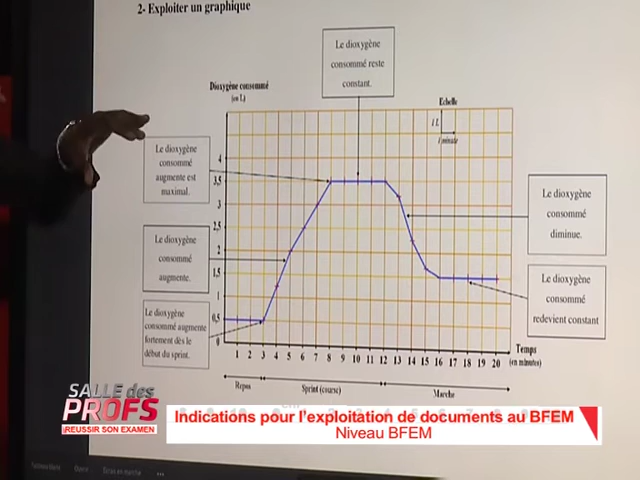 2- Exploiter un graphique
Le dioxygène
consommé reste
constant.
Dioxygène consommé
(en L)
Echelle
1L
1 minute
Le dioxygène
consommé
augmente est
maximal.
Le dioxygène
consommé
augmente.
Le dioxygène
consommé augmente
fortement dès le
début du sprint.
Le dioxygène
consommé
diminue.
Le dioxygène
consommé
redevient constant
4
3,5
3
2,5
2
1,5
1
0,5
0
1 2 3 4 5 6 7 8 9 10 11 12 13 14 15 16 17 18 19 20
Temps
(en minutes)
Repos
Sprint (course)
Marche
SALLE des
PROFS
REUSSIR SON EXAMEN
Indications pour l'exploitation de documents au BFEM
Niveau BFEM